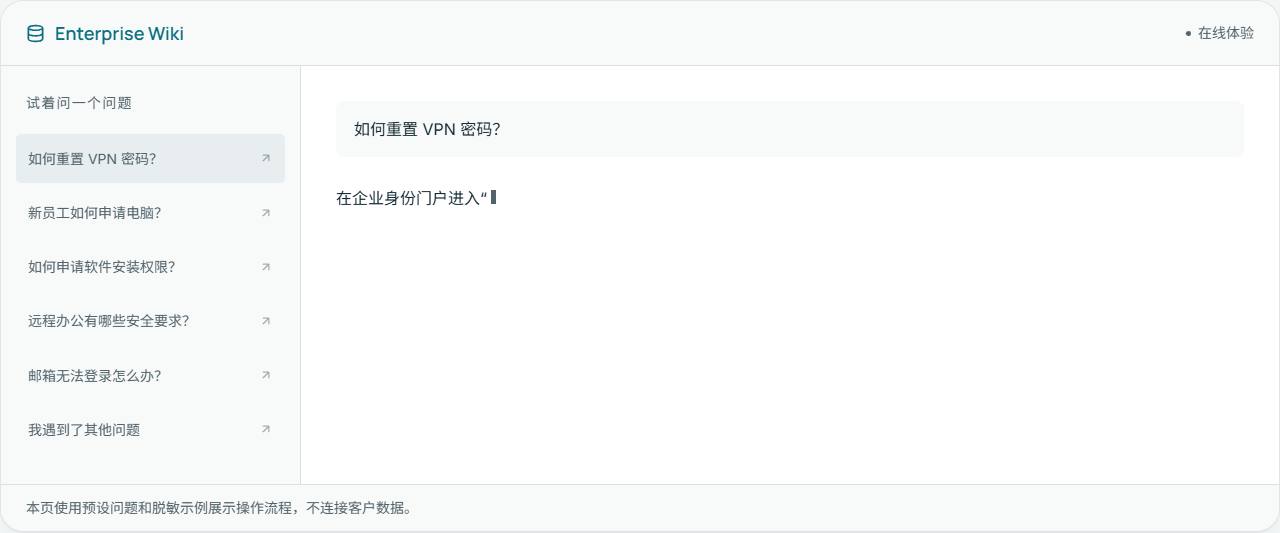 Enterprise Wiki
在线体验
试着问一个问题
如何重置 VPN 密码?
新员工如何申请电脑?
如何申请软件安装权限?
远程办公有哪些安全要求?
邮箱无法登录怎么办?
我遇到了其他问题
如何重置 VPN 密码?
在企业身份门户进入“
本页使用预设问题和脱敏示例展示操作流程，不连接客户数据。